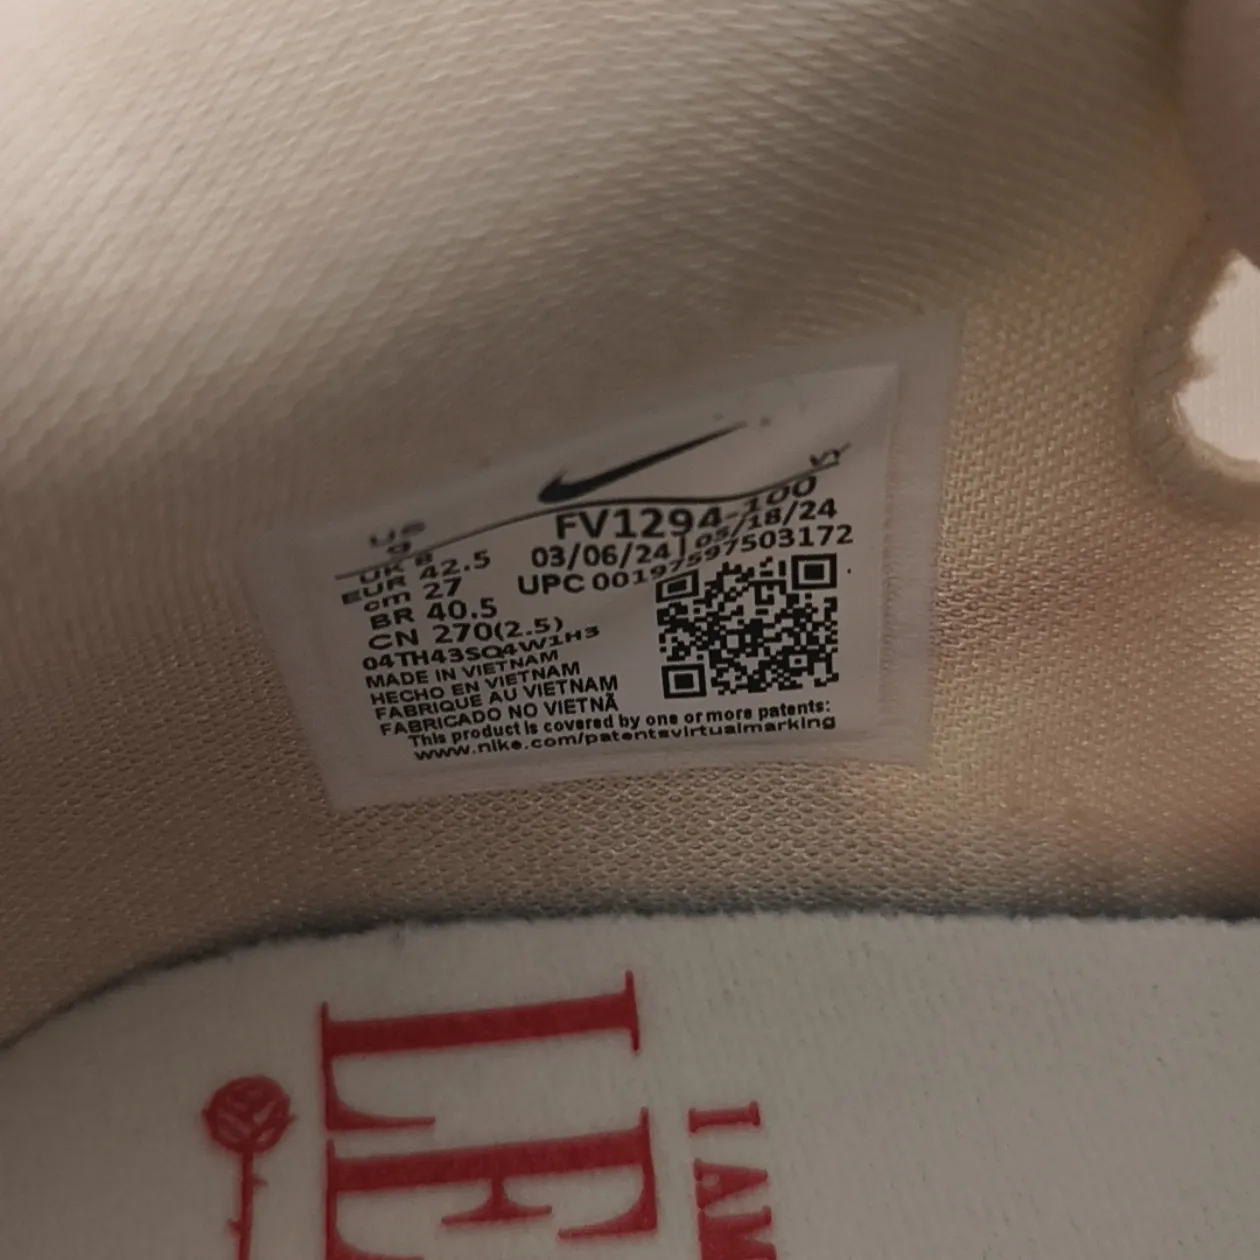 US 9
UK 8
EUR 42.5
cm 27
BR 40.5
CN 270(2.5)
04TH43SQ4W1H3
FV1294-100
03/06/24 | 05/18/24
UPC 00197597503172
MADE IN VIETNAM
HECHO EN VIETNAM
FABRIQUE AU VIETNAM
FABRICADO NO VIETNÃ
This product is covered by one or more patents:
www.nike.com/patentsvirtualmarking
LE
I AM